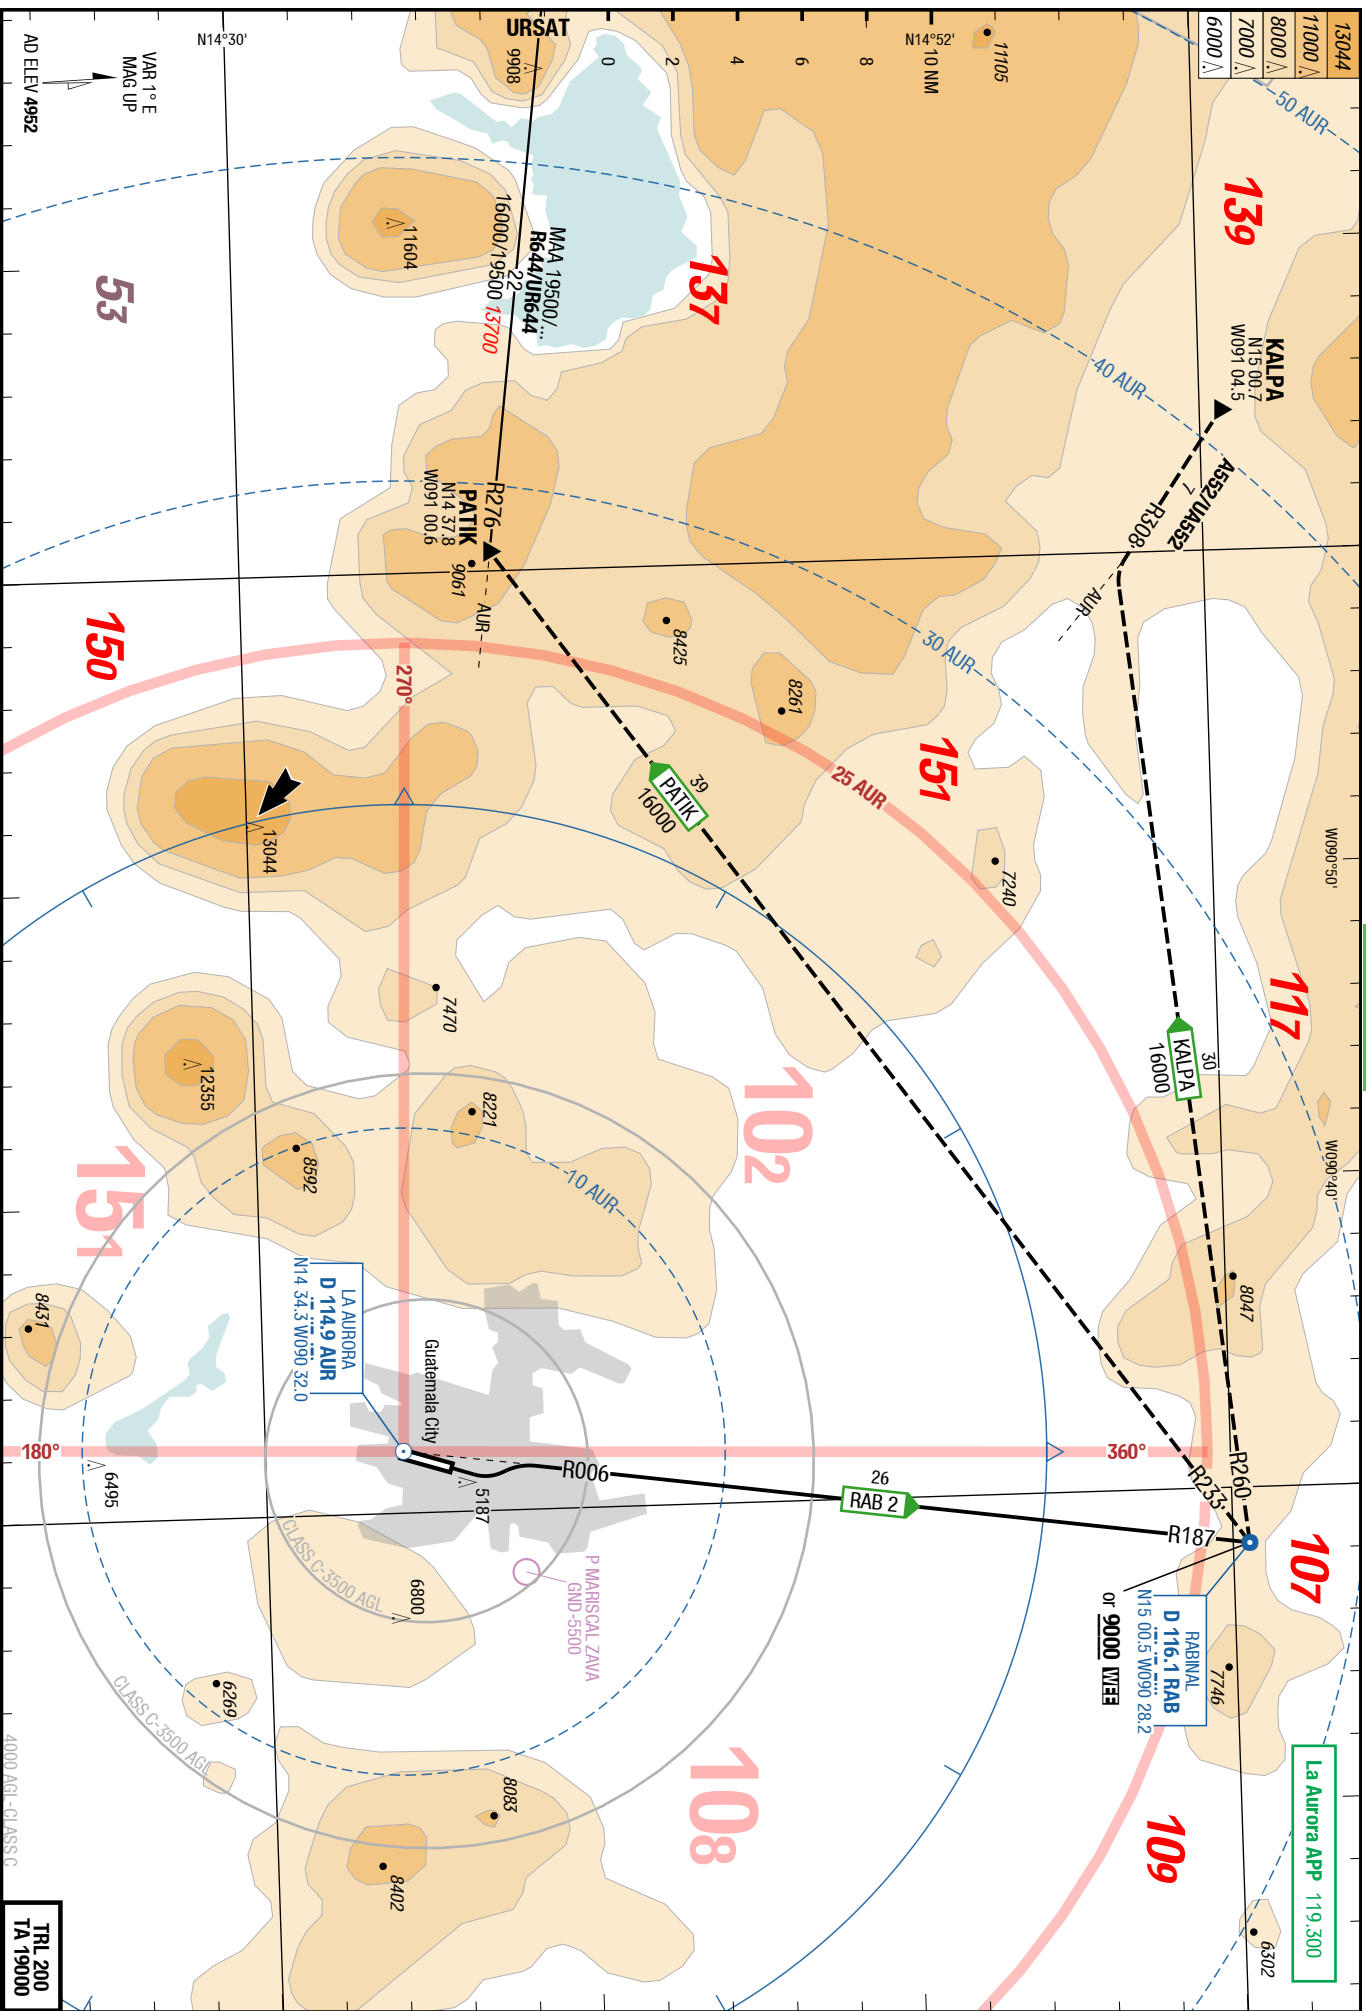 13044
11000
8000
7000
6000
50 AUR
139
KALPA
N15 00.7
W091 04.5
A552/UA552
7
R308
AUR
40 AUR
11105
N14°52'
0
2
4
6
8
10 NM
URSAT
9908
N14°30'
VAR 1° E
MAG UP
AD ELEV 4952
137
MAA 19500/...
R644/UR644
22
16000/19500 13700
11604
53
R276
PATIK
N14 37.8
W091 00.6
9061
AUR
8425
8261
30 AUR
150
270°
39
PATIK
16000
25 AUR
151
7240
W090°50'
13044
117
30
KALPA
16000
W090°40'
7470
12355
8221
8592
102
10 AUR
151
8047
8431
LA AURORA
D 114.9 AUR
N14 34.3 W090 32.0
Guatemala City
180°
360°
6495
5187
R006
26
RAB 2
R187
R233
R260
107
RABINAL
D 116.1 RAB
N15 00.5 W090 28.2
or 9000 WEE
P MARISCAL ZAVA
GND-5500
CLASS C-3500 AGL
6800
7746
6269
CLASS C-3500 AGL
8083
8402
108
109
La Aurora APP 119.300
6302
4000 AGL-CLASS C
TRL 200
TA 19000